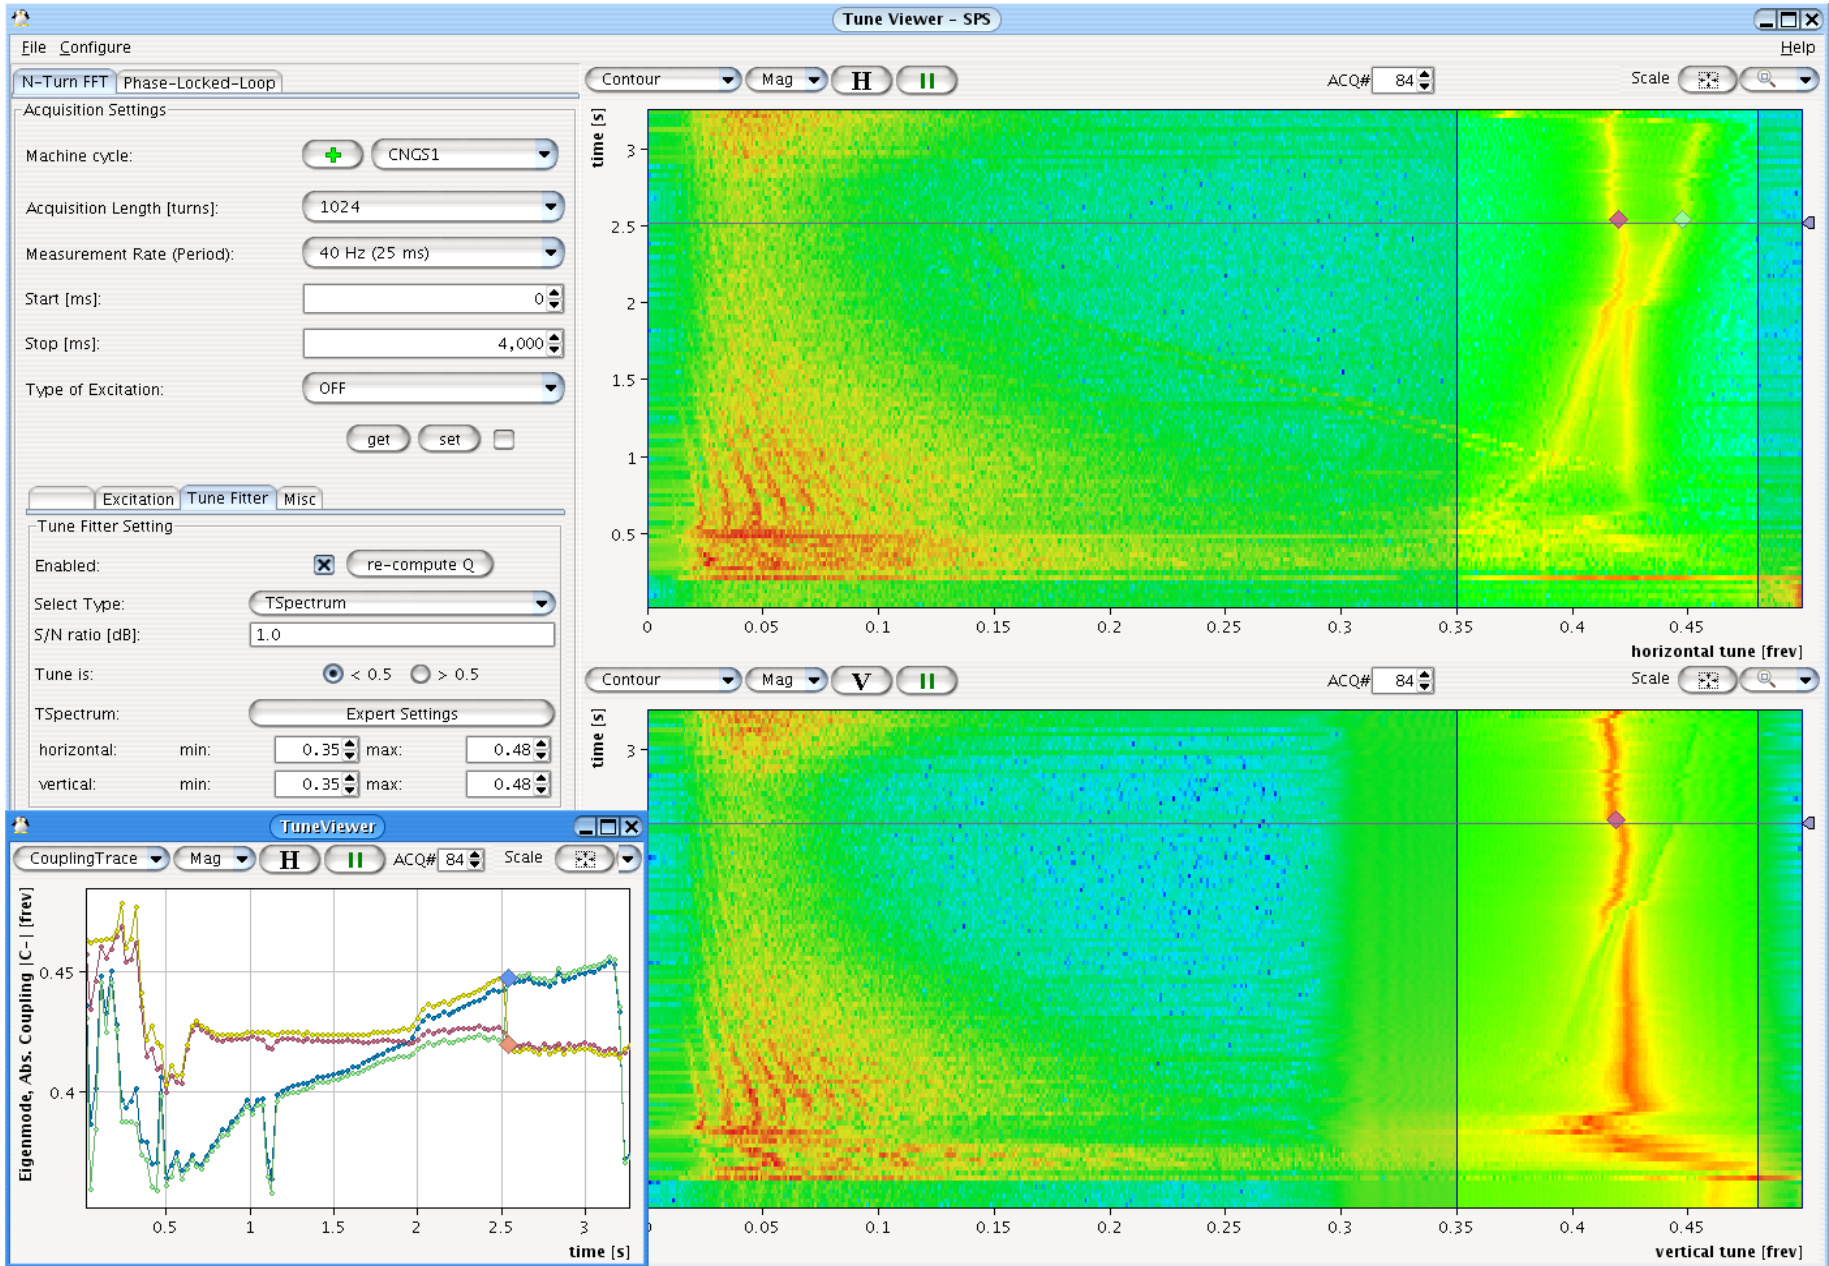 Tune Viewer - SPS
File Configure Help
N-Turn FFT Phase-Locked-Loop
Acquisition Settings
Machine cycle: CNGS1
Acquisition Length [turns]: 1024
Measurement Rate (Period): 40 Hz (25 ms)
Start [ms]: 0
Stop [ms]: 4,000
Type of Excitation: OFF
get set
Excitation Tune Fitter Misc
Tune Fitter Setting
Enabled: re-compute Q
Select Type: TSpectrum
S/N ratio [dB]: 1.0
Tune is: < 0.5 > 0.5
TSpectrum: Expert Settings
horizontal: min: 0.35 max: 0.48
vertical: min: 0.35 max: 0.48
Contour Mag H ACQ# 84 Scale
time [s]
3
2.5
2
1.5
1
0.5
0 0.05 0.1 0.15 0.2 0.25 0.3 0.35 0.4 0.45
horizontal tune [frev]
Contour Mag V ACQ# 84 Scale
time [s]
3
0.05 0.1 0.15 0.2 0.25 0.3 0.35 0.4 0.45
vertical tune [frev]
TuneViewer
CouplingTrace Mag H ACQ# 84 Scale
Eigenmode, Abs. Coupling |C-| [frev]
0.45
0.4
0.5 1 1.5 2 2.5 3
time [s]